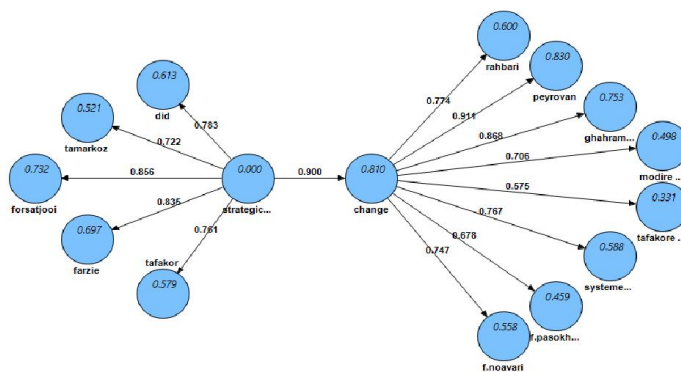 0.600
rahbari
0.613
did
0.830
peyrovan
0.774
0.783
0.521
tamarkoz
0.911
0.753
ghahram...
0.722
0.868
0.498
modire ...
0.706
0.732
forsatjooi
0.856
0.000
strategic...
0.900
0.810
change
0.575
0.331
tafakore ...
0.835
0.767
0.697
farzie
0.761
0.678
0.588
systeme...
0.747
tafakor
0.579
0.459
f.pasokh...
0.558
f.noavari